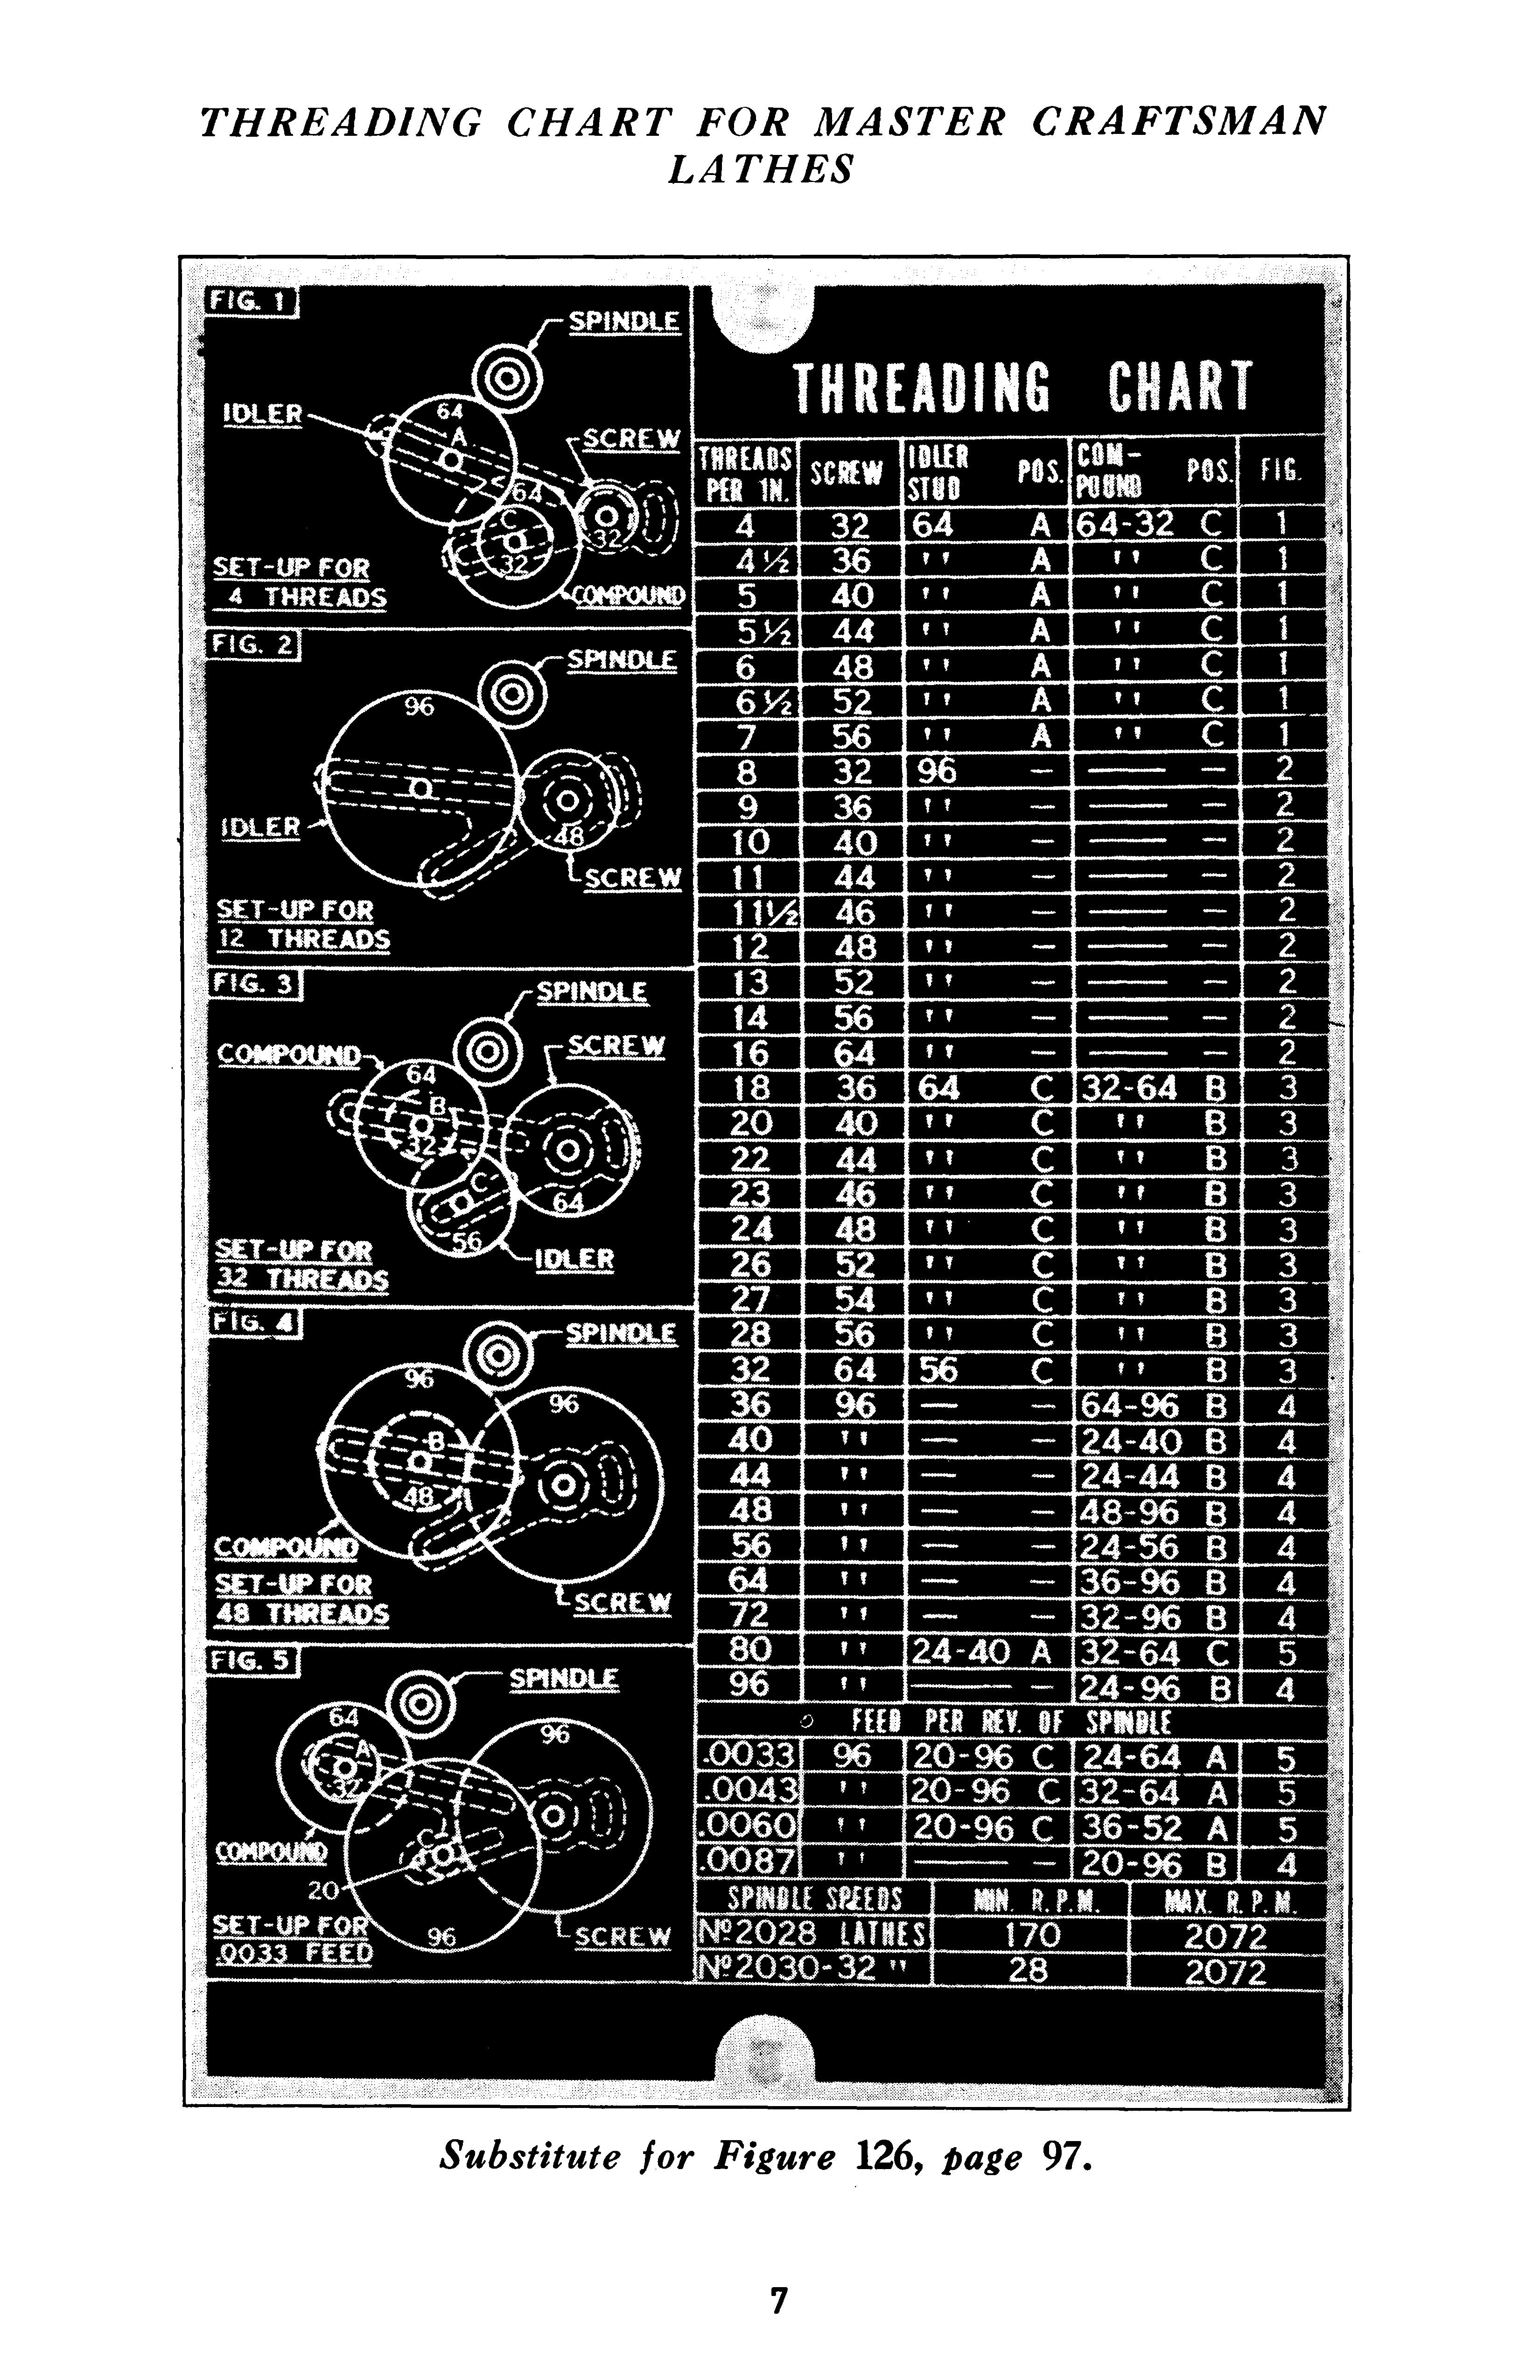 THREADING CHART FOR MASTER CRAFTSMAN
LATHES
FIG. 1
SPINDLE
IDLER
64
A
SCREW
64
C
32
32
SET-UP FOR
4 THREADS
COMPOUND
FIG. 2
SPINDLE
96
IDLER
48
SCREW
SET-UP FOR
12 THREADS
FIG. 3
SPINDLE
COMPOUND
SCREW
64
B
32
C
64
56
IDLER
SET-UP FOR
32 THREADS
FIG. 4
SPINDLE
96
96
B
48
COMPOUND
SET-UP FOR
48 THREADS
SCREW
FIG. 5
SPINDLE
64
96
A
32
COMPOUND
C
20
96
SCREW
SET-UP FOR
.0033 FEED
THREADING CHART
THREADS PER IN. SCREW IDLER STUD POS. COM-POUND POS. FIG.
4 32 64 A 64-32 C 1
4½ 36 '' A '' C 1
5 40 '' A '' C 1
5½ 44 '' A '' C 1
6 48 '' A '' C 1
6½ 52 '' A '' C 1
7 56 '' A '' C 1
8 32 96 — — — 2
9 36 '' — — — 2
10 40 '' — — — 2
11 44 '' — — — 2
11½ 46 '' — — — 2
12 48 '' — — — 2
13 52 '' — — — 2
14 56 '' — — — 2
16 64 '' — — — 2
18 36 64 C 32-64 B 3
20 40 '' C '' B 3
22 44 '' C '' B 3
23 46 '' C '' B 3
24 48 '' C '' B 3
26 52 '' C '' B 3
27 54 '' C '' B 3
28 56 '' C '' B 3
32 64 56 C '' B 3
36 96 — — 64-96 B 4
40 '' — — 24-40 B 4
44 '' — — 24-44 B 4
48 '' — — 48-96 B 4
56 '' — — 24-56 B 4
64 '' — — 36-96 B 4
72 '' — — 32-96 B 4
80 '' 24-40 A 32-64 C 5
96 '' — — 24-96 B 4
FEED PER REV. OF SPINDLE
.0033 96 20-96 C 24-64 A 5
.0043 '' 20-96 C 32-64 A 5
.0060 '' 20-96 C 36-52 A 5
.0087 '' — — 20-96 B 4
SPINDLE SPEEDS MIN. R.P.M. MAX. R.P.M.
Nº 2028 LATHES 170 2072
Nº 2030-32 '' 28 2072
Substitute for Figure 126, page 97.
7